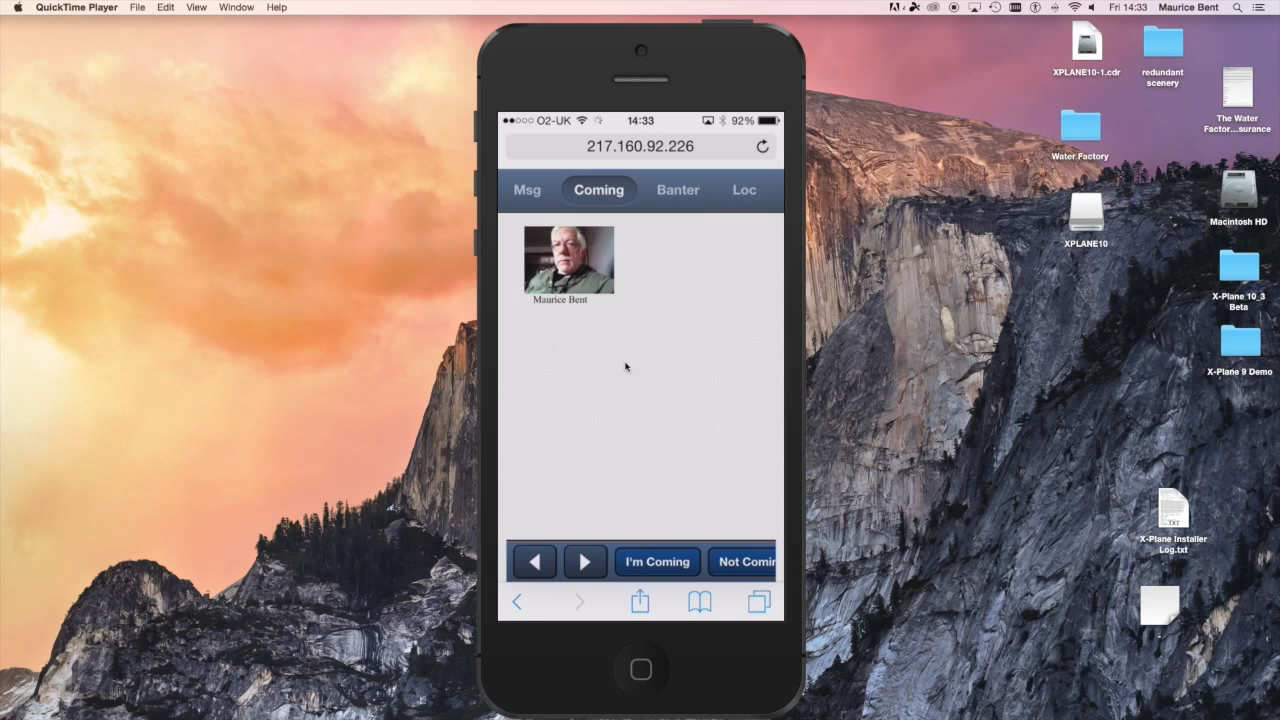 QuickTime Player File Edit View Window Help
Fri 14:33 Maurice Bent
XPLANE10-1.cdr
redundant
scenery
The Water
Factor...surance
Water Factory
Macintosh HD
XPLANE10
X-Plane 10_3
Beta
X-Plane 9 Demo
X-Plane Installer
Log.txt
TXT
O2-UK 14:33 92%
217.160.92.226
Msg Coming Banter Loc
Maurice Bent
I'm Coming Not Comin